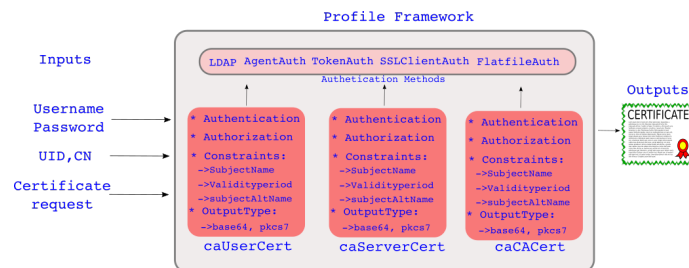 Profile Framework
Inputs
LDAP AgentAuth TokenAuth SSLClientAuth FlatfileAuth
Authetication Methods
Outputs
Username
Password
UID,CN
Certificate
request
* Authentication
* Authorization
* Constraints:
->SubjectName
->Validityperiod
->subjectAltName
* OutputType:
->base64, pkcs7
caUserCert
* Authentication
* Authorization
* Constraints:
->SubjectName
->Validityperiod
->subjectAltName
* OutputType:
->base64, pkcs7
caServerCert
* Authentication
* Authorization
* Constraints:
->SubjectName
->Validityperiod
->subjectAltName
* OutputType:
->base64, pkcs7
caCACert
CERTIFICATE